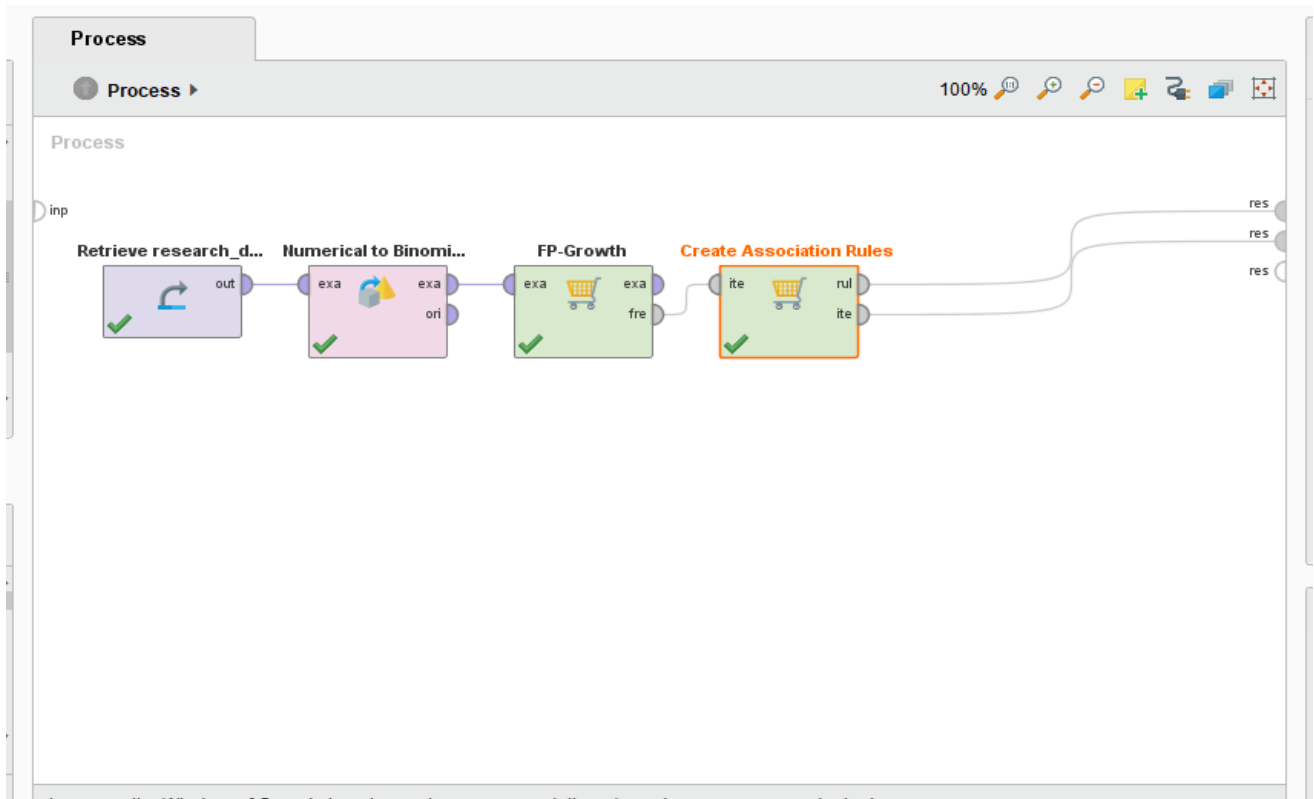 Process
Process
100%
Process
inp
res
res
res
Retrieve research_d...
out
Numerical to Binomi...
exa
exa
ori
FP-Growth
exa
exa
fre
Create Association Rules
ite
rul
ite